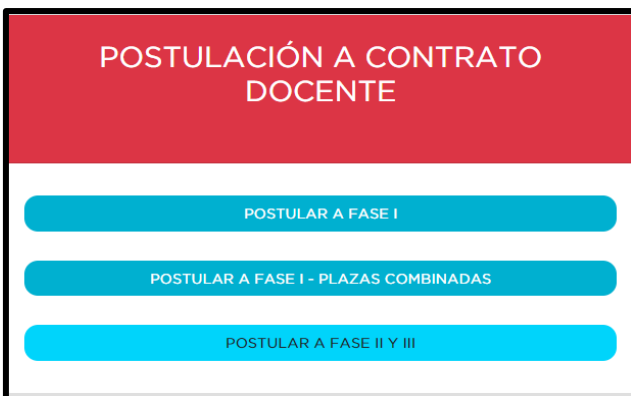 POSTULACIÓN A CONTRATO
DOCENTE
POSTULAR A FASE I
POSTULAR A FASE I - PLAZAS COMBINADAS
POSTULAR A FASE II Y III